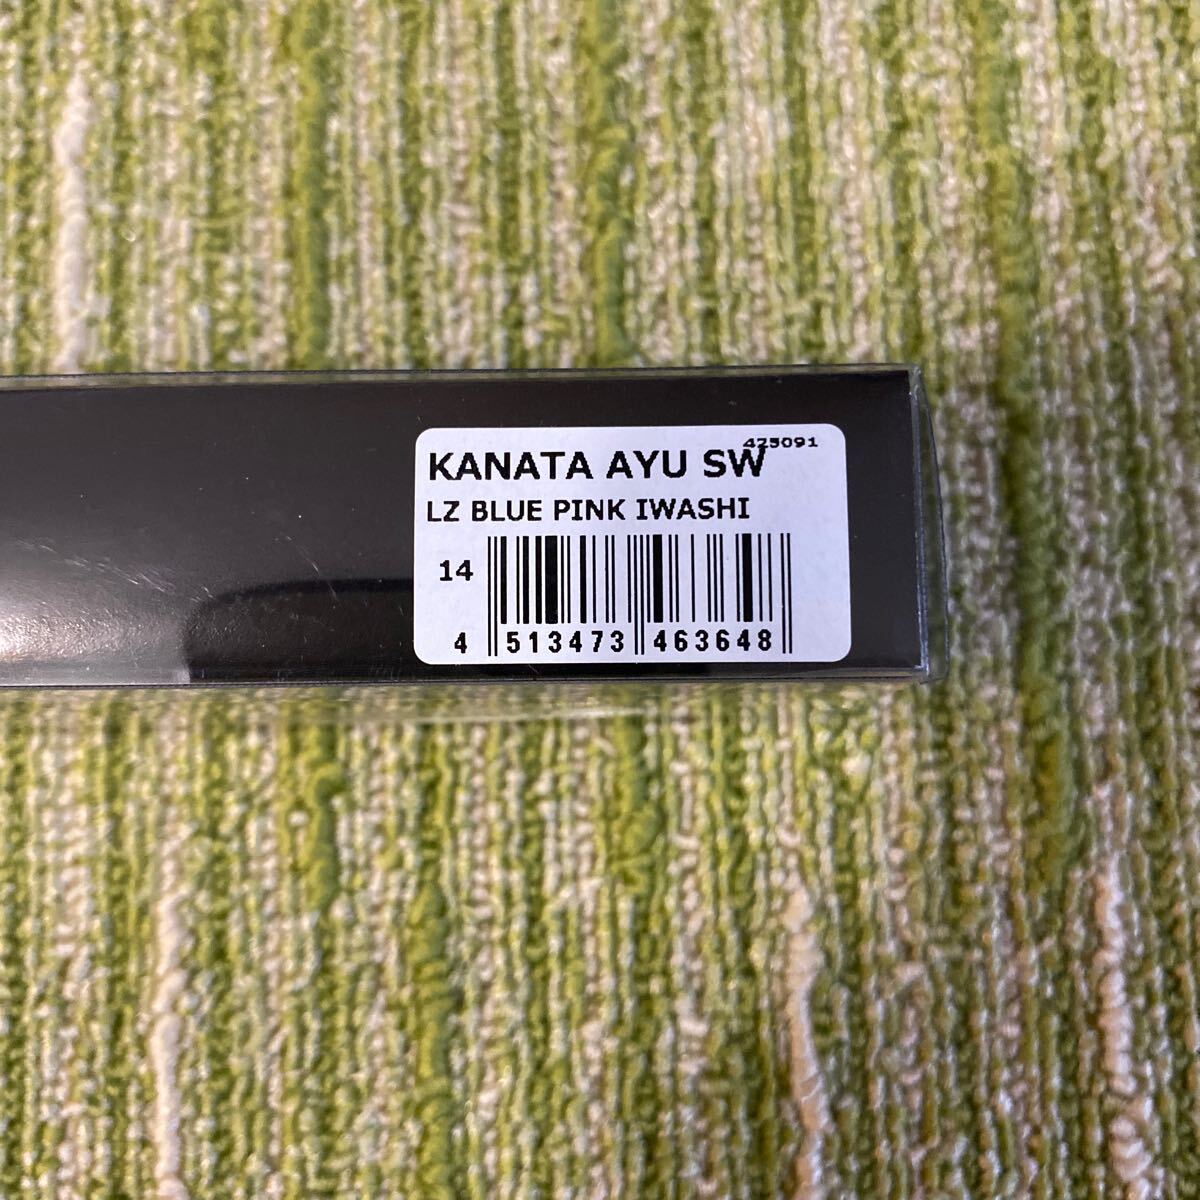 425091
KANATA AYU SW
LZ BLUE PINK IWASHI
14
4 513473 463648